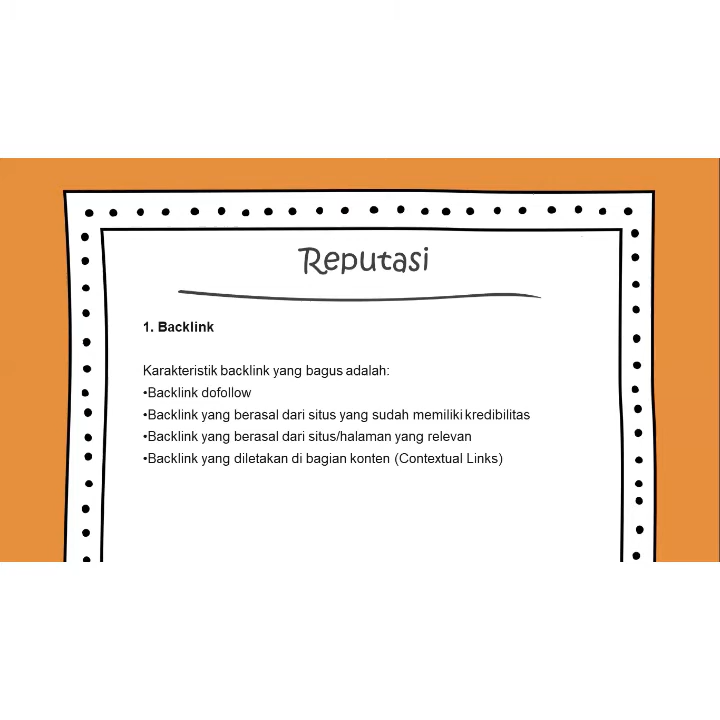 Reputasi
1. Backlink
Karakteristik backlink yang bagus adalah:
•Backlink dofollow
•Backlink yang berasal dari situs yang sudah memiliki kredibilitas
•Backlink yang berasal dari situs/halaman yang relevan
•Backlink yang diletakan di bagian konten (Contextual Links)